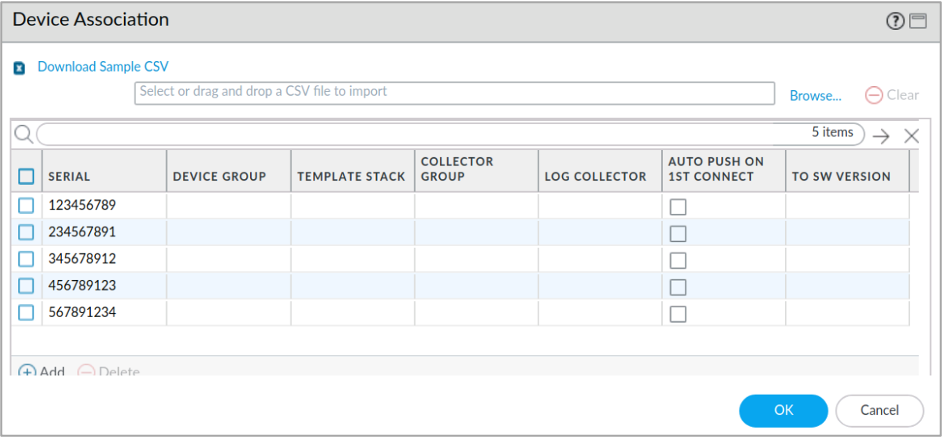 Device Association
Download Sample CSV
Select or drag and drop a CSV file to import
Browse...
Clear
5 items
SERIAL
DEVICE GROUP
TEMPLATE STACK
COLLECTOR
GROUP
LOG COLLECTOR
AUTO PUSH ON
1ST CONNECT
TO SW VERSION
123456789
234567891
345678912
456789123
567891234
Add
Delete
OK
Cancel